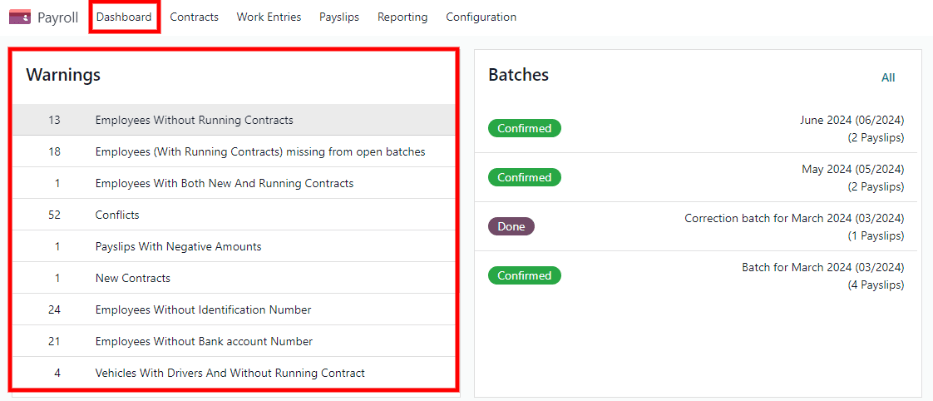 Payroll Dashboard Contracts Work Entries Payslips Reporting Configuration
Warnings
13 Employees Without Running Contracts
18 Employees (With Running Contracts) missing from open batches
1 Employees With Both New And Running Contracts
52 Conflicts
1 Payslips With Negative Amounts
1 New Contracts
24 Employees Without Identification Number
21 Employees Without Bank account Number
4 Vehicles With Drivers And Without Running Contract
Batches All
Confirmed June 2024 (06/2024)
(2 Payslips)
Confirmed May 2024 (05/2024)
(2 Payslips)
Done Correction batch for March 2024 (03/2024)
(1 Payslips)
Confirmed Batch for March 2024 (03/2024)
(4 Payslips)